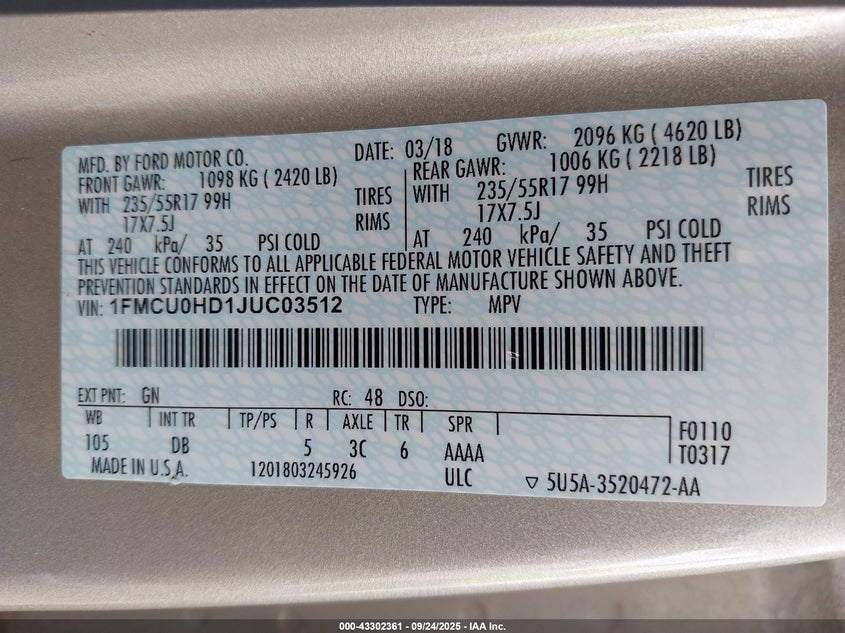 MFD. BY FORD MOTOR CO.
DATE: 03/18 GVWR: 2096 KG ( 4620 LB)
FRONT GAWR: 1098 KG ( 2420 LB)
WITH 235/55R17 99H TIRES
17X7.5J RIMS
AT 240 kPa/ 35 PSI COLD
REAR GAWR: 1006 KG ( 2218 LB)
WITH 235/55R17 99H TIRES
17X7.5J RIMS
AT 240 kPa/ 35 PSI COLD
THIS VEHICLE CONFORMS TO ALL APPLICABLE FEDERAL MOTOR VEHICLE SAFETY AND THEFT
PREVENTION STANDARDS IN EFFECT ON THE DATE OF MANUFACTURE SHOWN ABOVE.
VIN: 1FMCU0HD1JUC03512 TYPE: MPV
EXT PNT: GN RC: 48 DSO:
WB INT TR TP/PS R AXLE TR SPR
105 DB 5 3C 6 AAAA
F0110
T0317
MADE IN U.S.A. 1201803245926 ULC ▽ 5U5A-3520472-AA
000-43302361 - 09/24/2025 - IAA Inc.